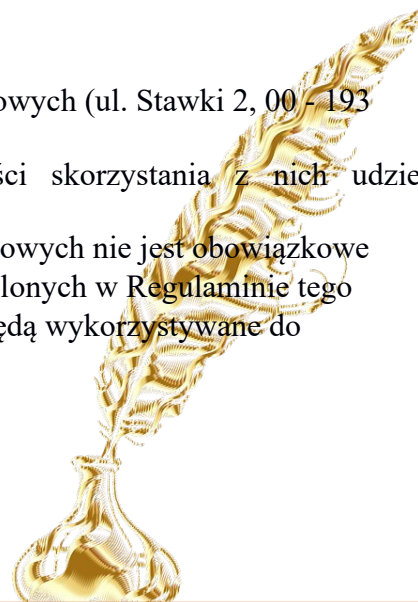 owych (ul. Stawki 2, 00 - 193
ści skorzystania z nich udzie
owych nie jest obowiązkowe
lonych w Regulaminie tego
ędą wykorzystywane do